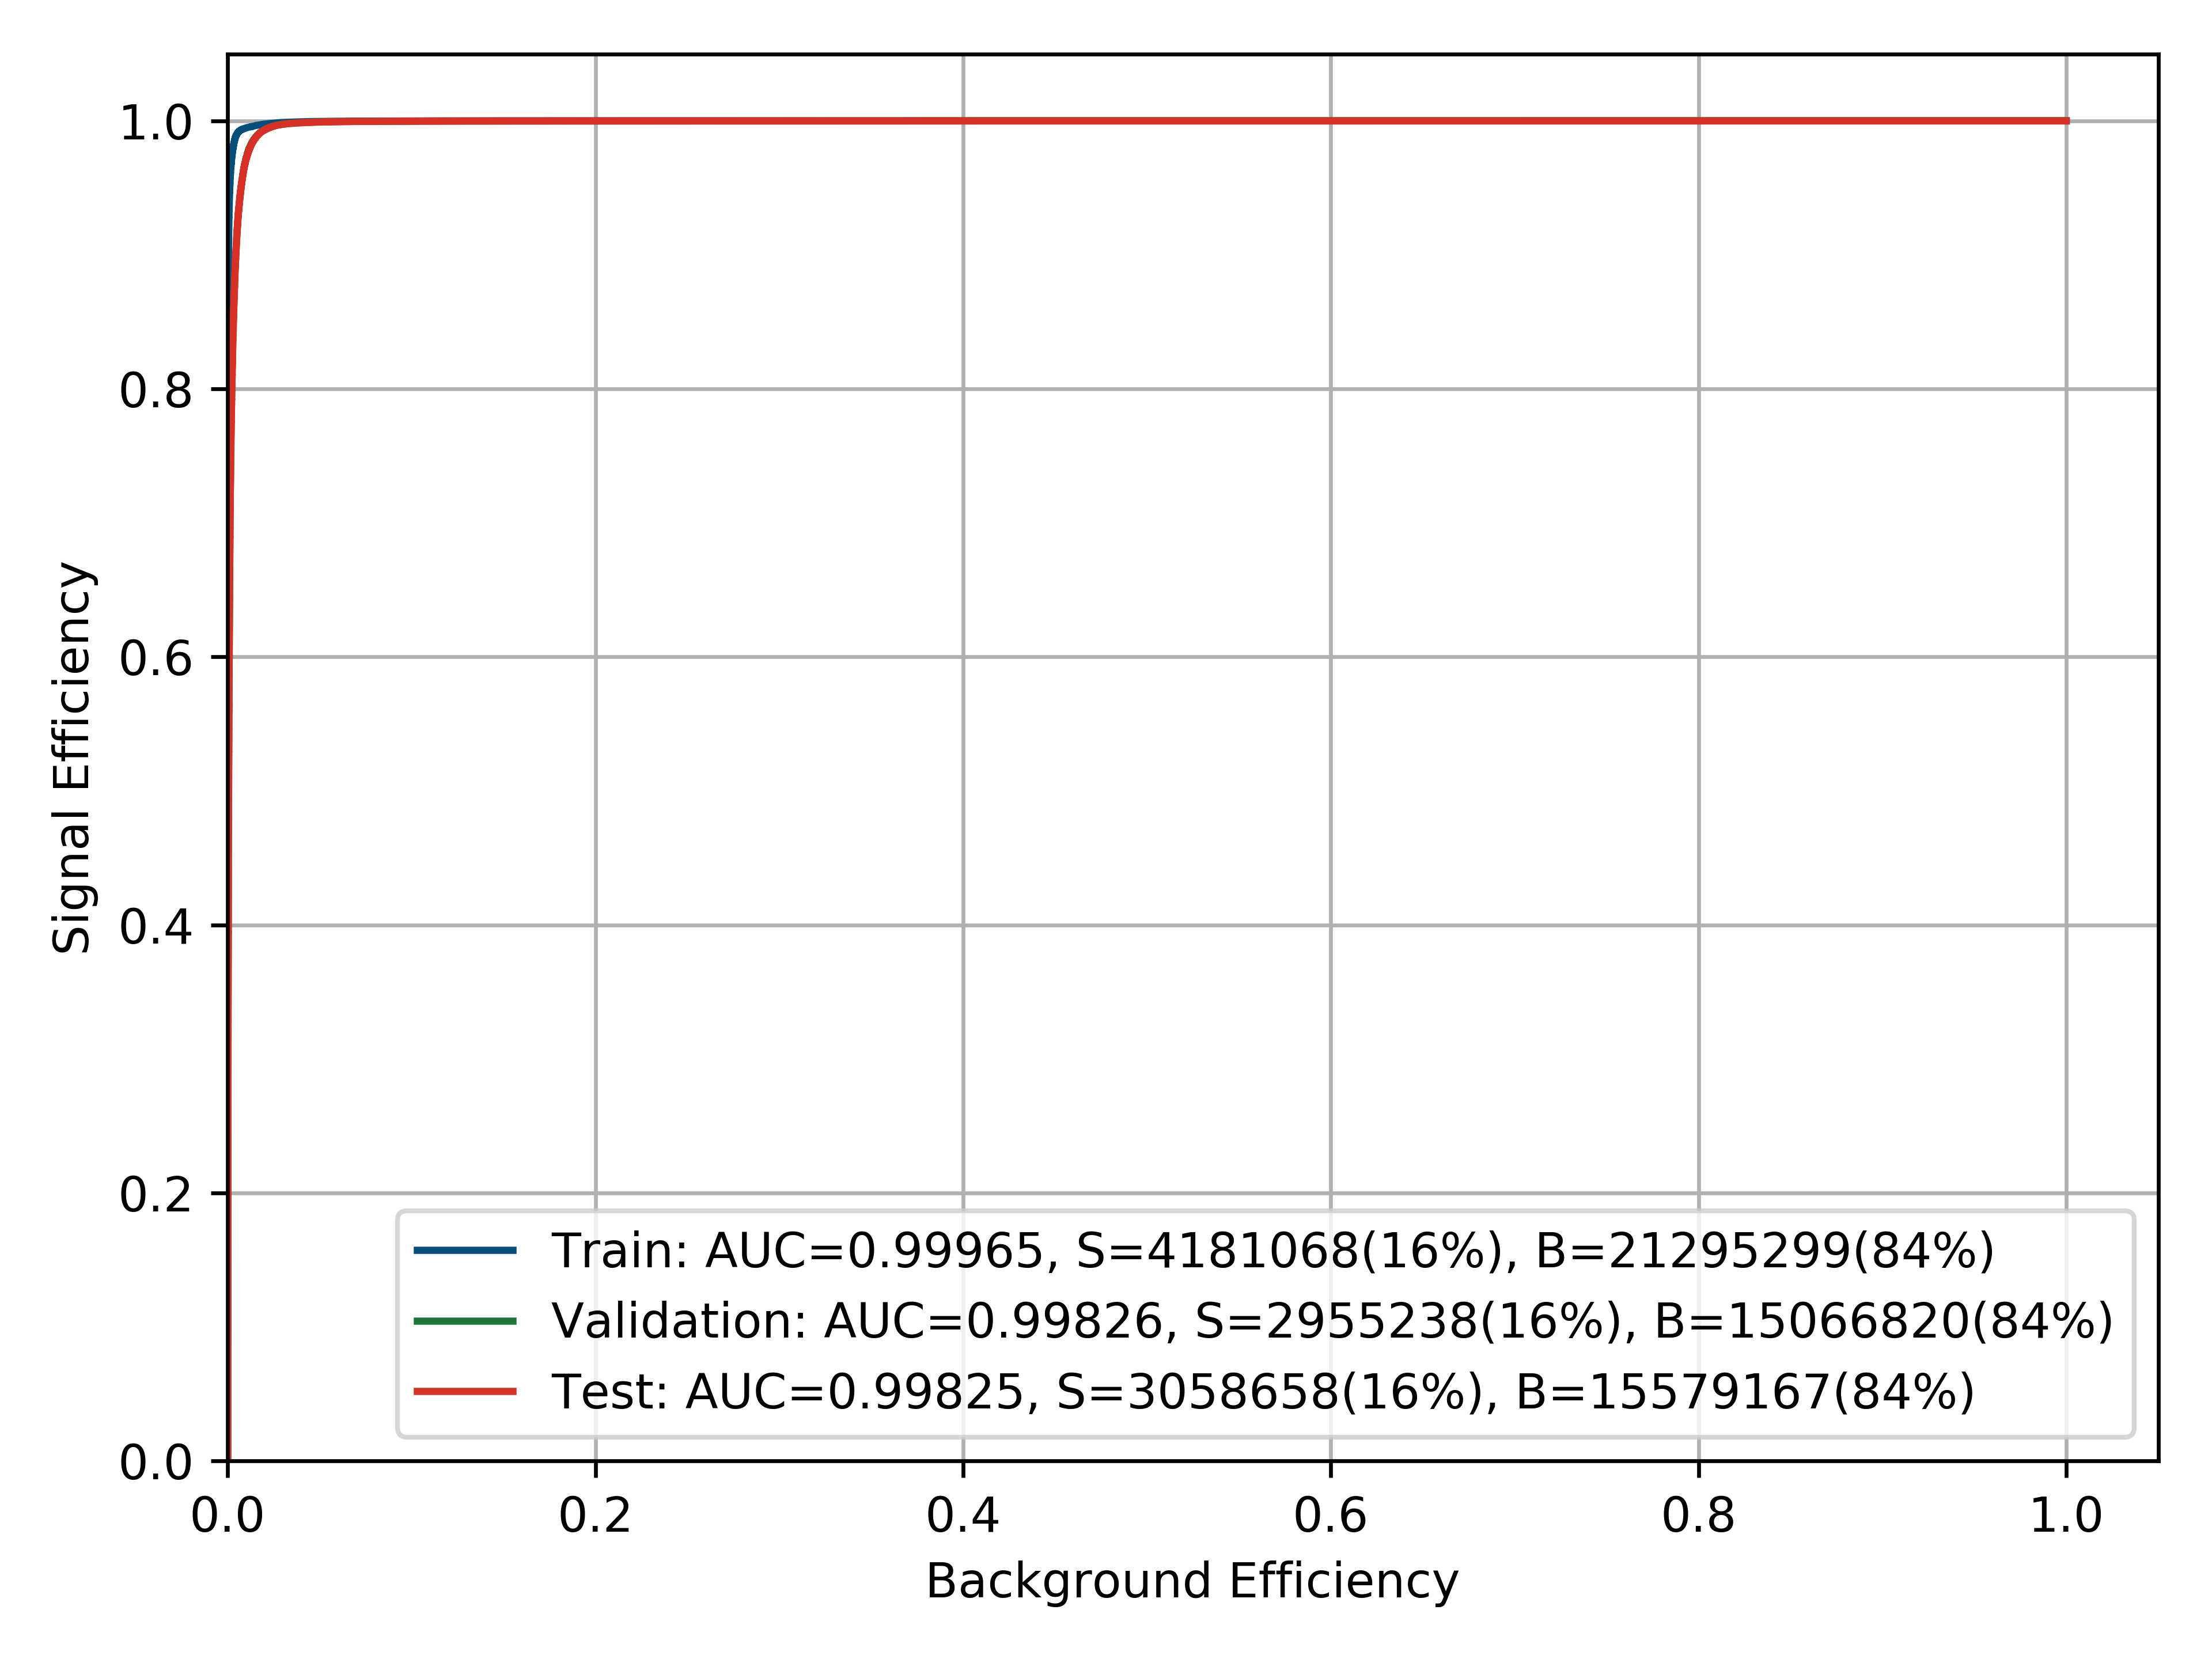 1.0
0.8
0.6
0.4
0.2
0.0
Signal Efficiency
Train: AUC=0.99965, S=4181068(16%), B=21295299(84%)
Validation: AUC=0.99826, S=2955238(16%), B=15066820(84%)
Test: AUC=0.99825, S=3058658(16%), B=15579167(84%)
0.0 0.2 0.4 0.6 0.8 1.0
Background Efficiency